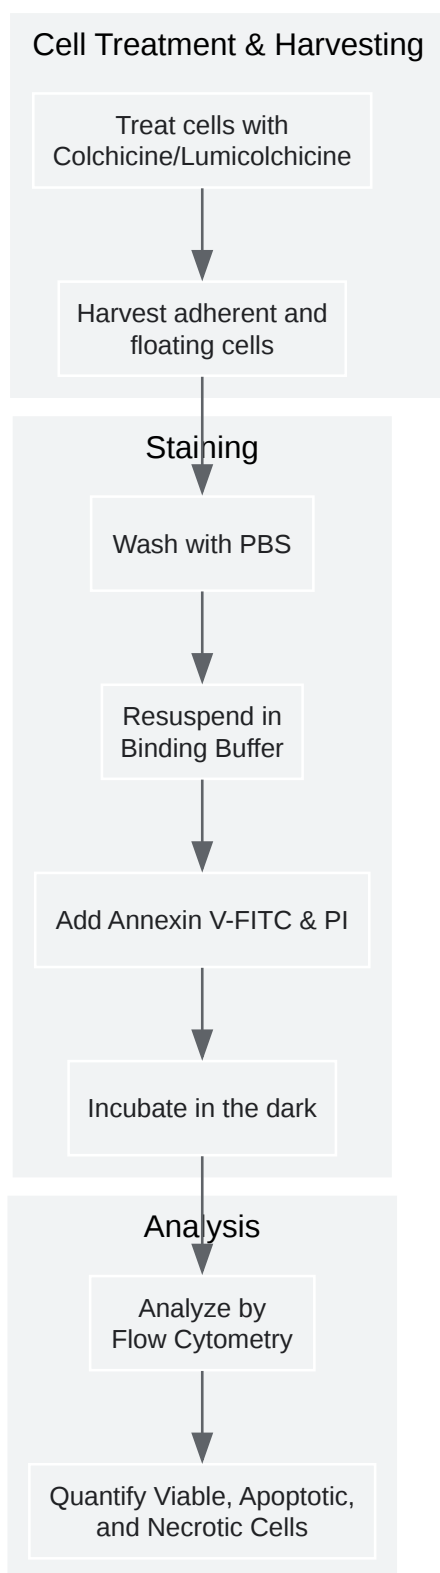 Cell Treatment & Harvesting
Treat cells with
Colchicine/Lumicolchicine
Harvest adherent and
floating cells
Staining
Wash with PBS
Resuspend in
Binding Buffer
Add Annexin V-FITC & PI
Incubate in the dark
Analysis
Analyze by
Flow Cytometry
Quantify Viable, Apoptotic,
and Necrotic Cells